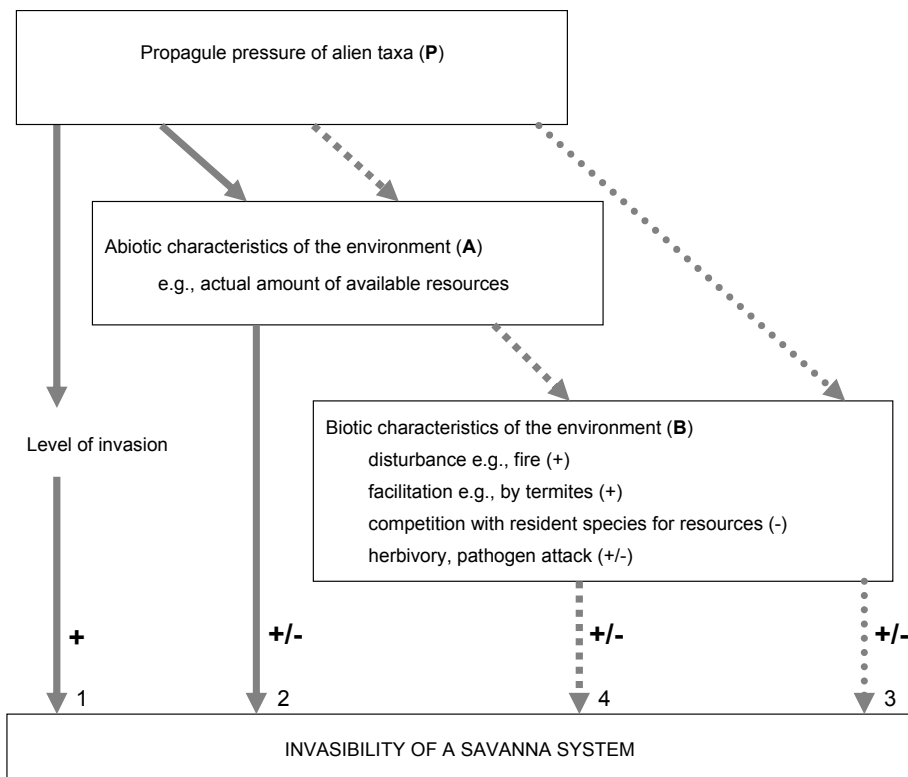 Propagule pressure of alien taxa (P)
Abiotic characteristics of the environment (A)
e.g., actual amount of available resources
Level of invasion
Biotic characteristics of the environment (B)
disturbance e.g., fire (+)
facilitation e.g., by termites (+)
competition with resident species for resources (-)
herbivory, pathogen attack (+/-)
+ +/- +/- +/-
1 2 4 3
INVASIBILITY OF A SAVANNA SYSTEM